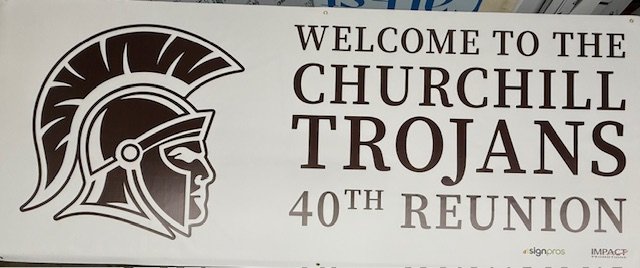 WELCOME TO THE
CHURCHILL
TROJANS
40TH REUNION
signpros
IMPACT